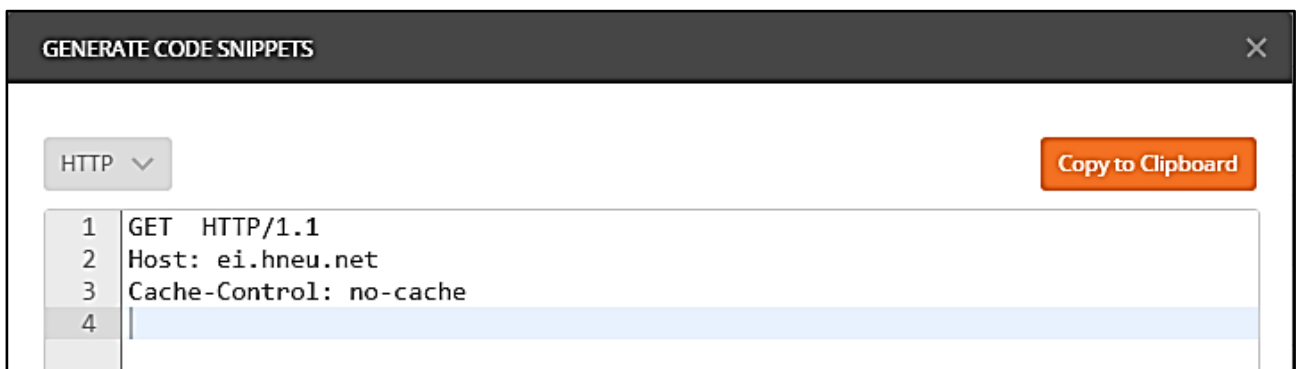 GENERATE CODE SNIPPETS
HTTP
Copy to Clipboard
1 GET  HTTP/1.1
2 Host: ei.hneu.net
3 Cache-Control: no-cache
4